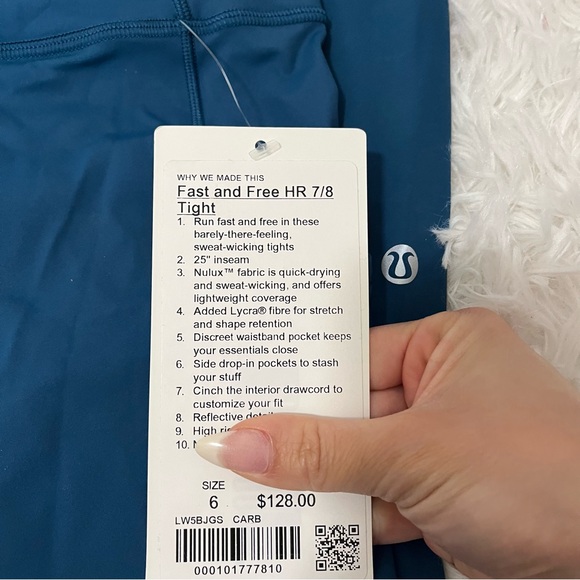 WHY WE MADE THIS
Fast and Free HR 7/8
Tight
1. Run fast and free in these
barely-there-feeling,
sweat-wicking tights
2. 25" inseam
3. Nulux™ fabric is quick-drying
and sweat-wicking, and offers
lightweight coverage
4. Added Lycra® fibre for stretch
and shape retention
5. Discreet waistband pocket keeps
your essentials close
6. Side drop-in pockets to stash
your stuff
7. Cinch the interior drawcord to
customize your fit
8. Reflective
9. High
10.
SIZE
6 $128.00
LW5BJGS CARB
000101777810